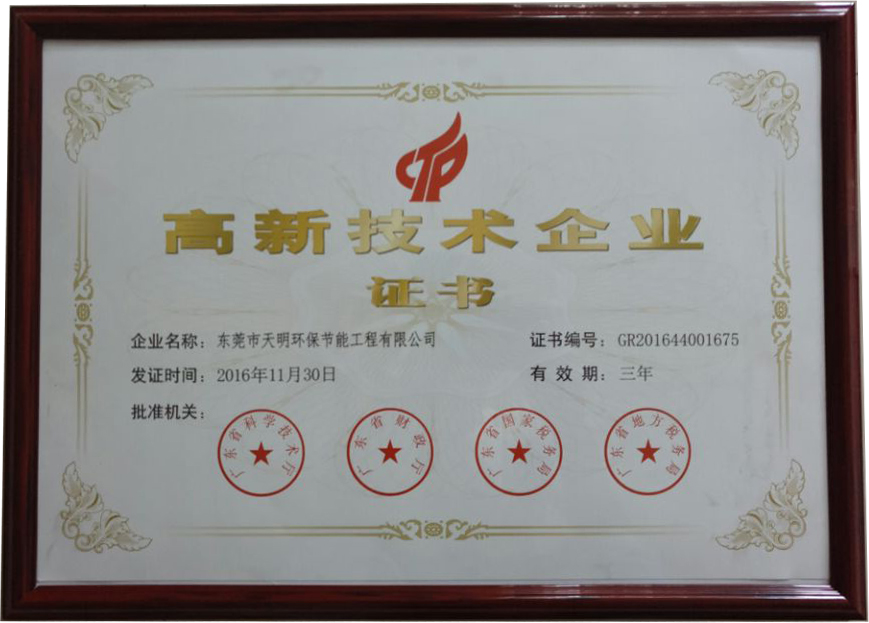 CTP
高新技术企业
证书
企业名称：东莞市天明环保节能工程有限公司 证书编号：GR201644001675
发证时间：2016年11月30日 有效期：三年
批准机关：
广东省科学技术厅 广东省财政厅 广东省国家税务局 广东省地方税务局